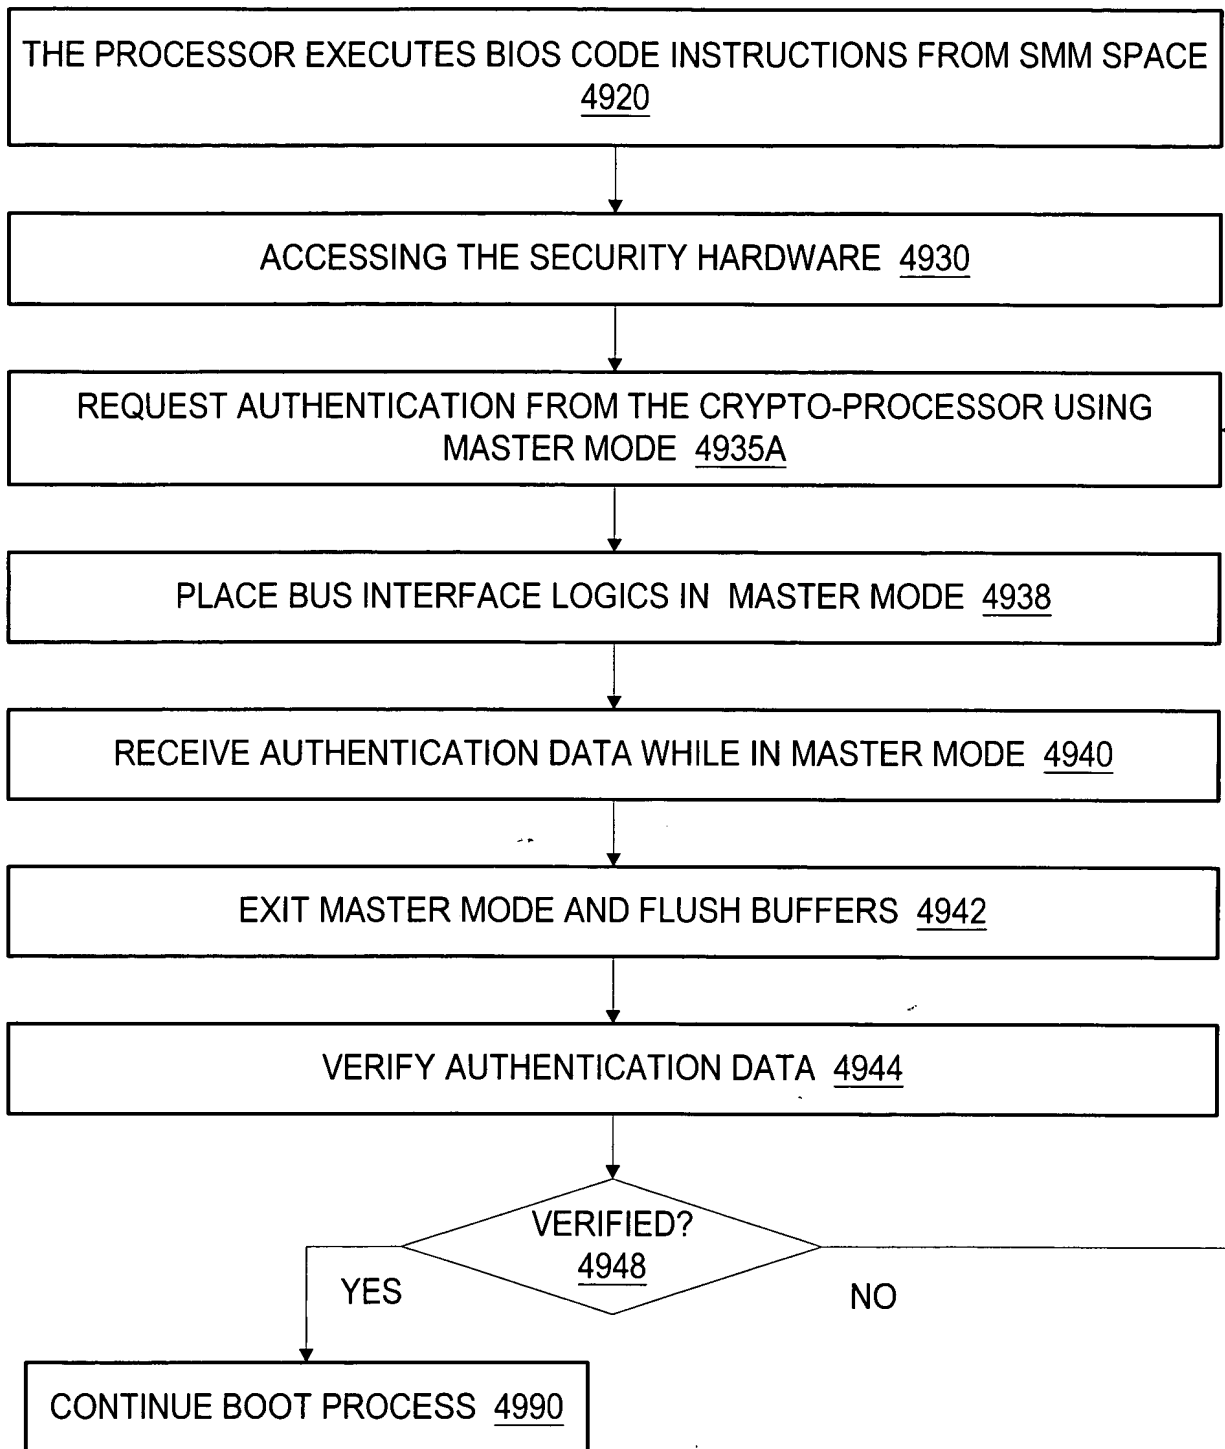 THE PROCESSOR EXECUTES BIOS CODE INSTRUCTIONS FROM SMM SPACE
4920
ACCESSING THE SECURITY HARDWARE 4930
REQUEST AUTHENTICATION FROM THE CRYPTO-PROCESSOR USING
MASTER MODE 4935A
PLACE BUS INTERFACE LOGICS IN MASTER MODE 4938
RECEIVE AUTHENTICATION DATA WHILE IN MASTER MODE 4940
EXIT MASTER MODE AND FLUSH BUFFERS 4942
VERIFY AUTHENTICATION DATA 4944
VERIFIED?
4948
YES
NO
CONTINUE BOOT PROCESS 4990